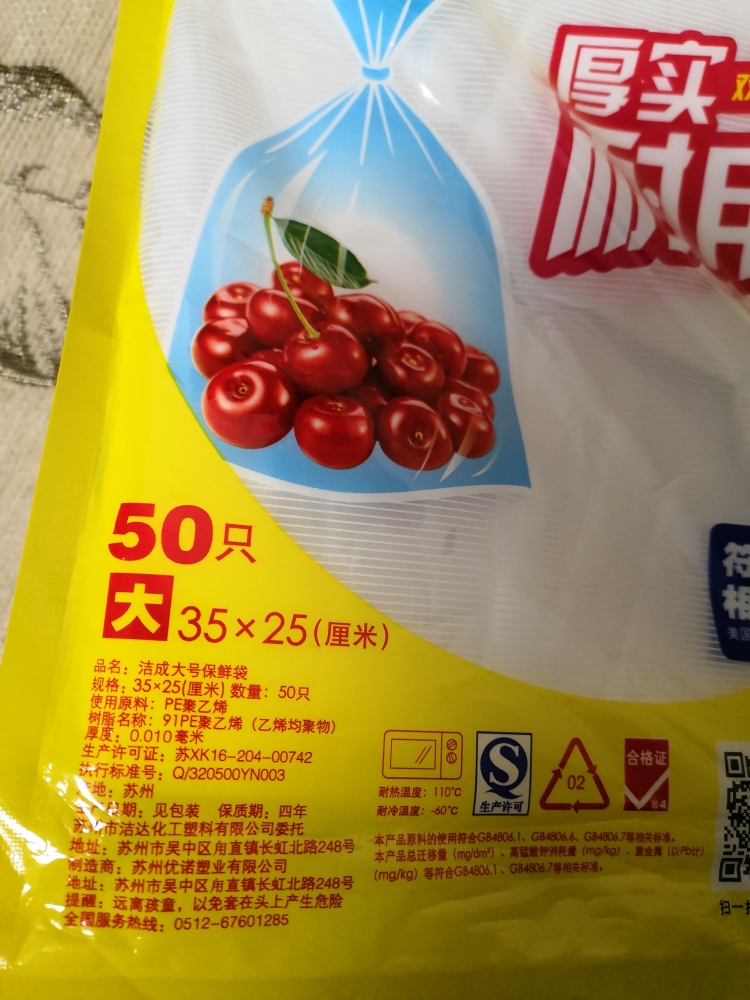 厚实
耐用
50只
大 35×25(厘米)
品名：洁成大号保鲜袋
规格：35×25(厘米) 数量：50只
使用原料：PE聚乙烯
树脂名称：91PE聚乙烯（乙烯均聚物）
厚度：0.010毫米
生产许可证：苏XK16-204-00742
执行标准号：Q/320500YN003
产地：苏州
生产日期：见包装 保质期：四年
苏州市洁达化工塑料有限公司委托
地址：苏州市吴中区甪直镇长虹北路248号
制造商：苏州优诺塑业有限公司
地址：苏州市吴中区甪直镇长虹北路248号
提醒：远离孩童，以免套在头上产生危险
全国服务热线：0512-67601285
耐热温度：110℃
耐冷温度：-60℃
生产许可
02
合格证
本产品原料的使用符合GB4806.1、GB4806.6、GB4806.7等相关标准。
本产品总迁移量（mg/dm²）、高锰酸钾消耗量（mg/kg）、重金属（以Pb计）
(mg/kg）等符合GB4806.1、GB4806.7等相关标准。
符
相
美国
扫一